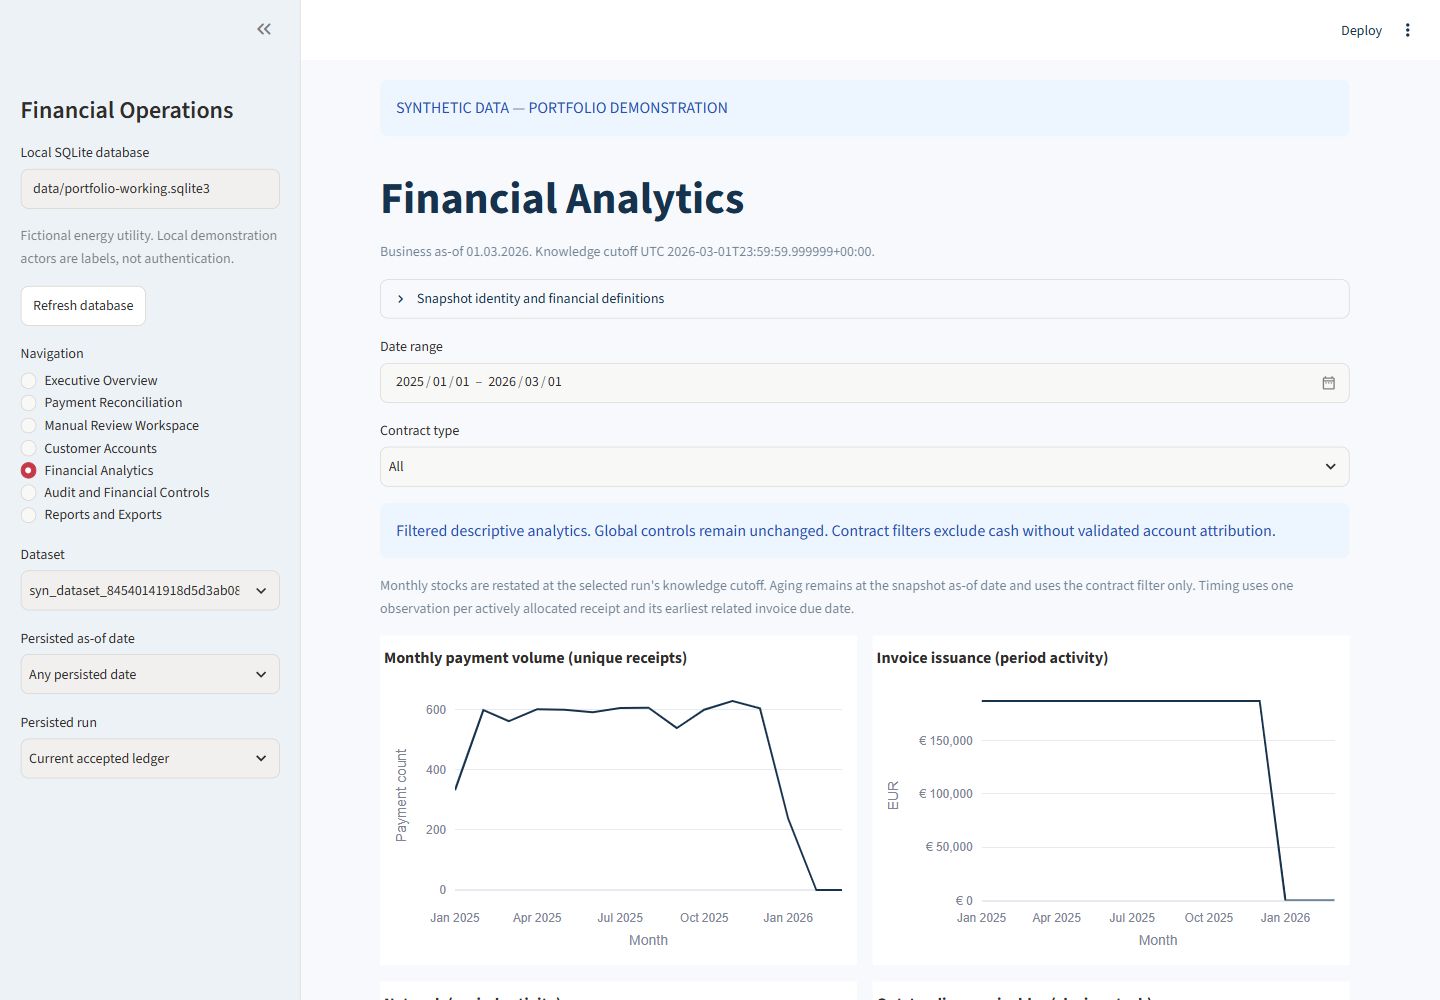 Deploy
Financial Operations
Local SQLite database
data/portfolio-working.sqlite3
Fictional energy utility. Local demonstration
actors are labels, not authentication.
Refresh database
Navigation
Executive Overview
Payment Reconciliation
Manual Review Workspace
Customer Accounts
Financial Analytics
Audit and Financial Controls
Reports and Exports
Dataset
syn_dataset_84540141918d5d3ab08
Persisted as-of date
Any persisted date
Persisted run
Current accepted ledger
SYNTHETIC DATA — PORTFOLIO DEMONSTRATION
Financial Analytics
Business as-of 01.03.2026. Knowledge cutoff UTC 2026-03-01T23:59:59.999999+00:00.
Snapshot identity and financial definitions
Date range
2025/01/01 – 2026/03/01
Contract type
All
Filtered descriptive analytics. Global controls remain unchanged. Contract filters exclude cash without validated account attribution.
Monthly stocks are restated at the selected run's knowledge cutoff. Aging remains at the snapshot as-of date and uses the contract filter only. Timing uses one
observation per actively allocated receipt and its earliest related invoice due date.
Monthly payment volume (unique receipts)
Payment count
600
400
200
0
Jan 2025 Apr 2025 Jul 2025 Oct 2025 Jan 2026
Month
Invoice issuance (period activity)
EUR
€ 150,000
€ 100,000
€ 50,000
€ 0
Jan 2025 Apr 2025 Jul 2025 Oct 2025 Jan 2026
Month